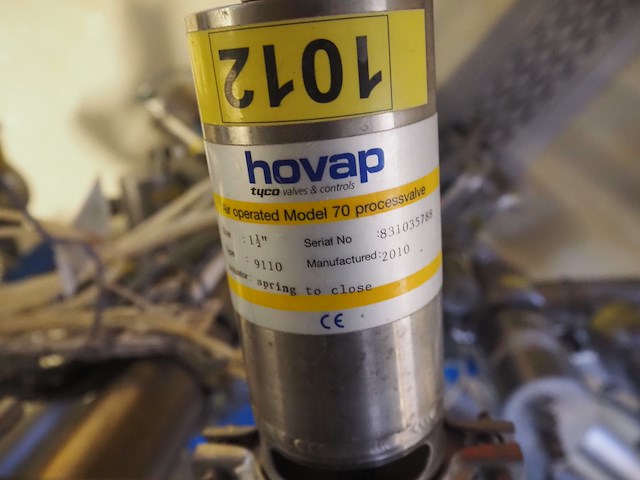 1012
hovap
tyco valves & controls
Air operated Model 70 processvalve
: 1½" Serial No :831035788
: 9110 Manufactured:2010 .
: spring to close
CE